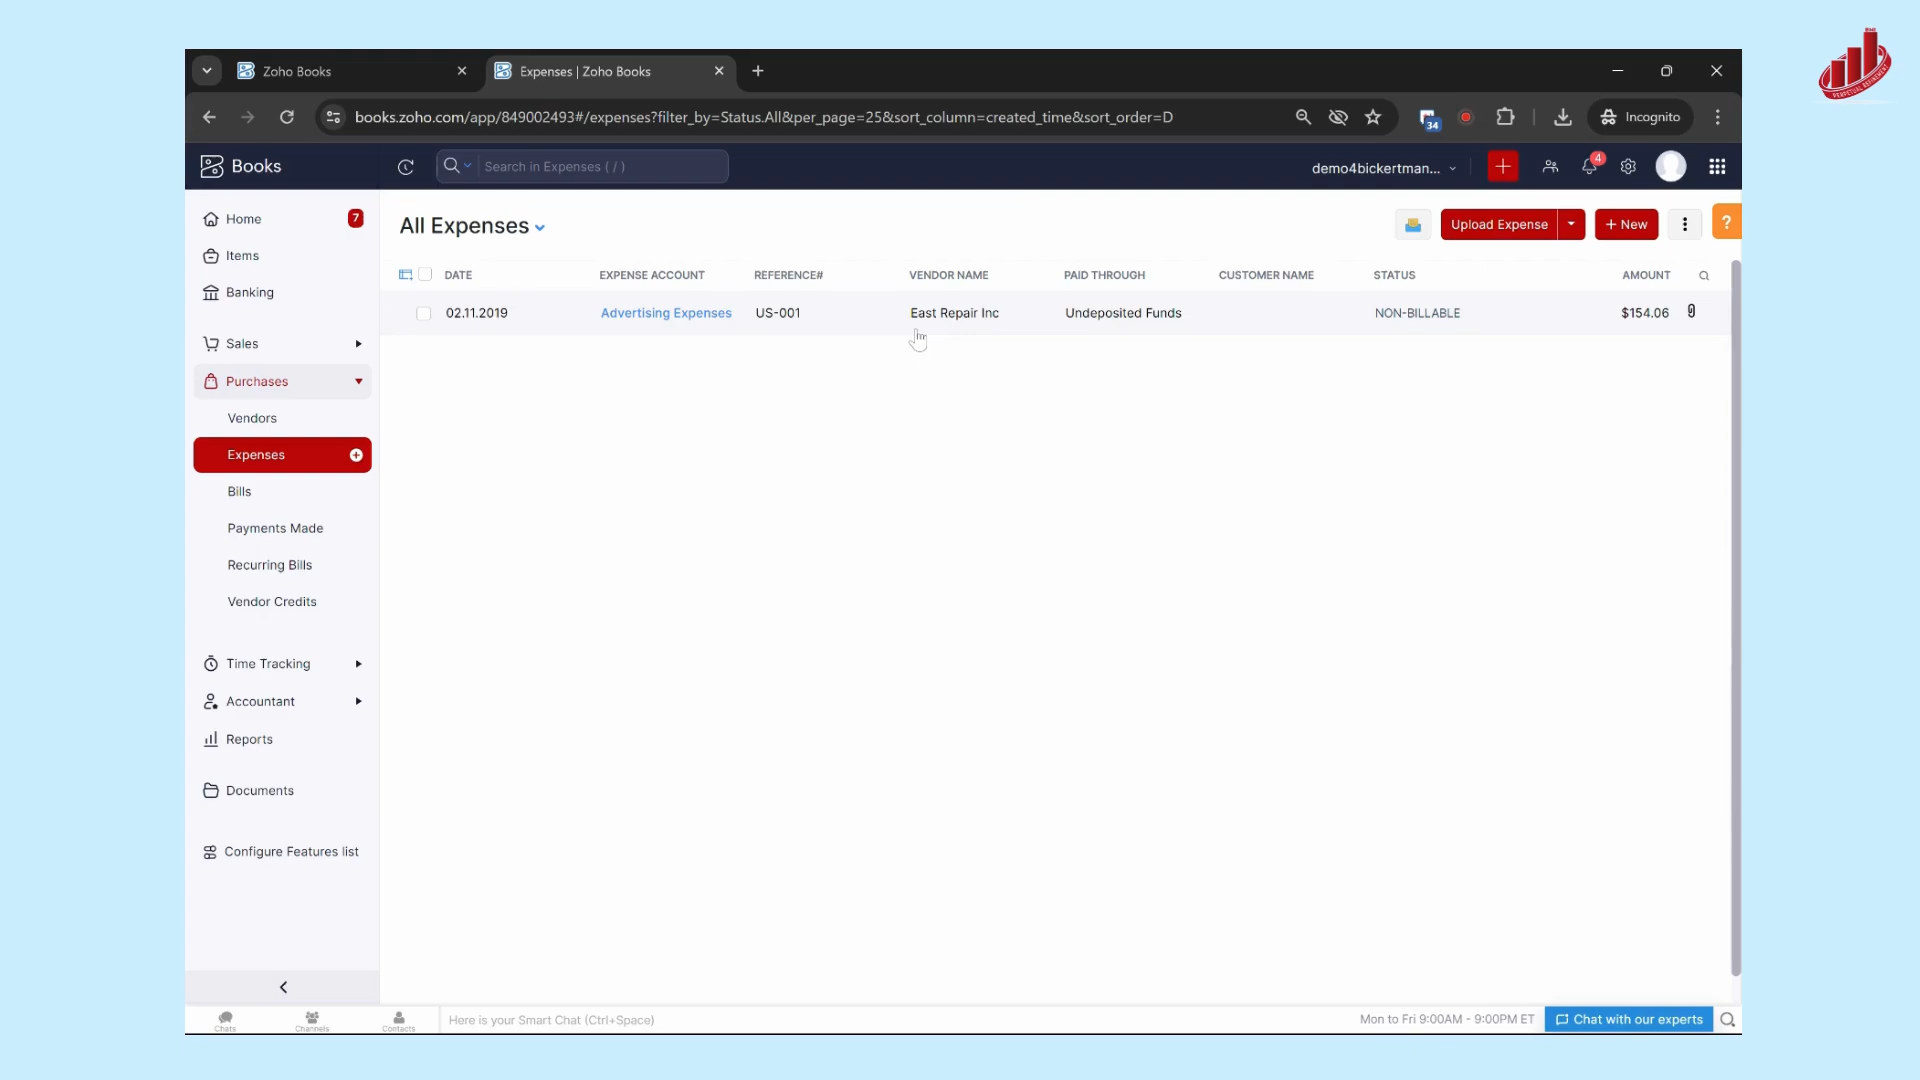 Zoho Books
Expenses | Zoho Books
books.zoho.com/app/849002493#/expenses?filter_by=Status.All&per_page=25&sort_column=created_time&sort_order=D
34
Incognito
Books
Search in Expenses ( / )
demo4bickertman...
4
Home
7
Items
Banking
Sales
Purchases
Vendors
Expenses
Bills
Payments Made
Recurring Bills
Vendor Credits
Time Tracking
Accountant
Reports
Documents
Configure Features list
All Expenses
Upload Expense
+ New
?
DATE EXPENSE ACCOUNT REFERENCE# VENDOR NAME PAID THROUGH CUSTOMER NAME STATUS AMOUNT
02.11.2019 Advertising Expenses US-001 East Repair Inc Undeposited Funds NON-BILLABLE $154.06
Chats
Channels
Contacts
Here is your Smart Chat (Ctrl+Space)
Mon to Fri 9:00AM - 9:00PM ET
Chat with our experts
PERPETUAL REFINEMENT